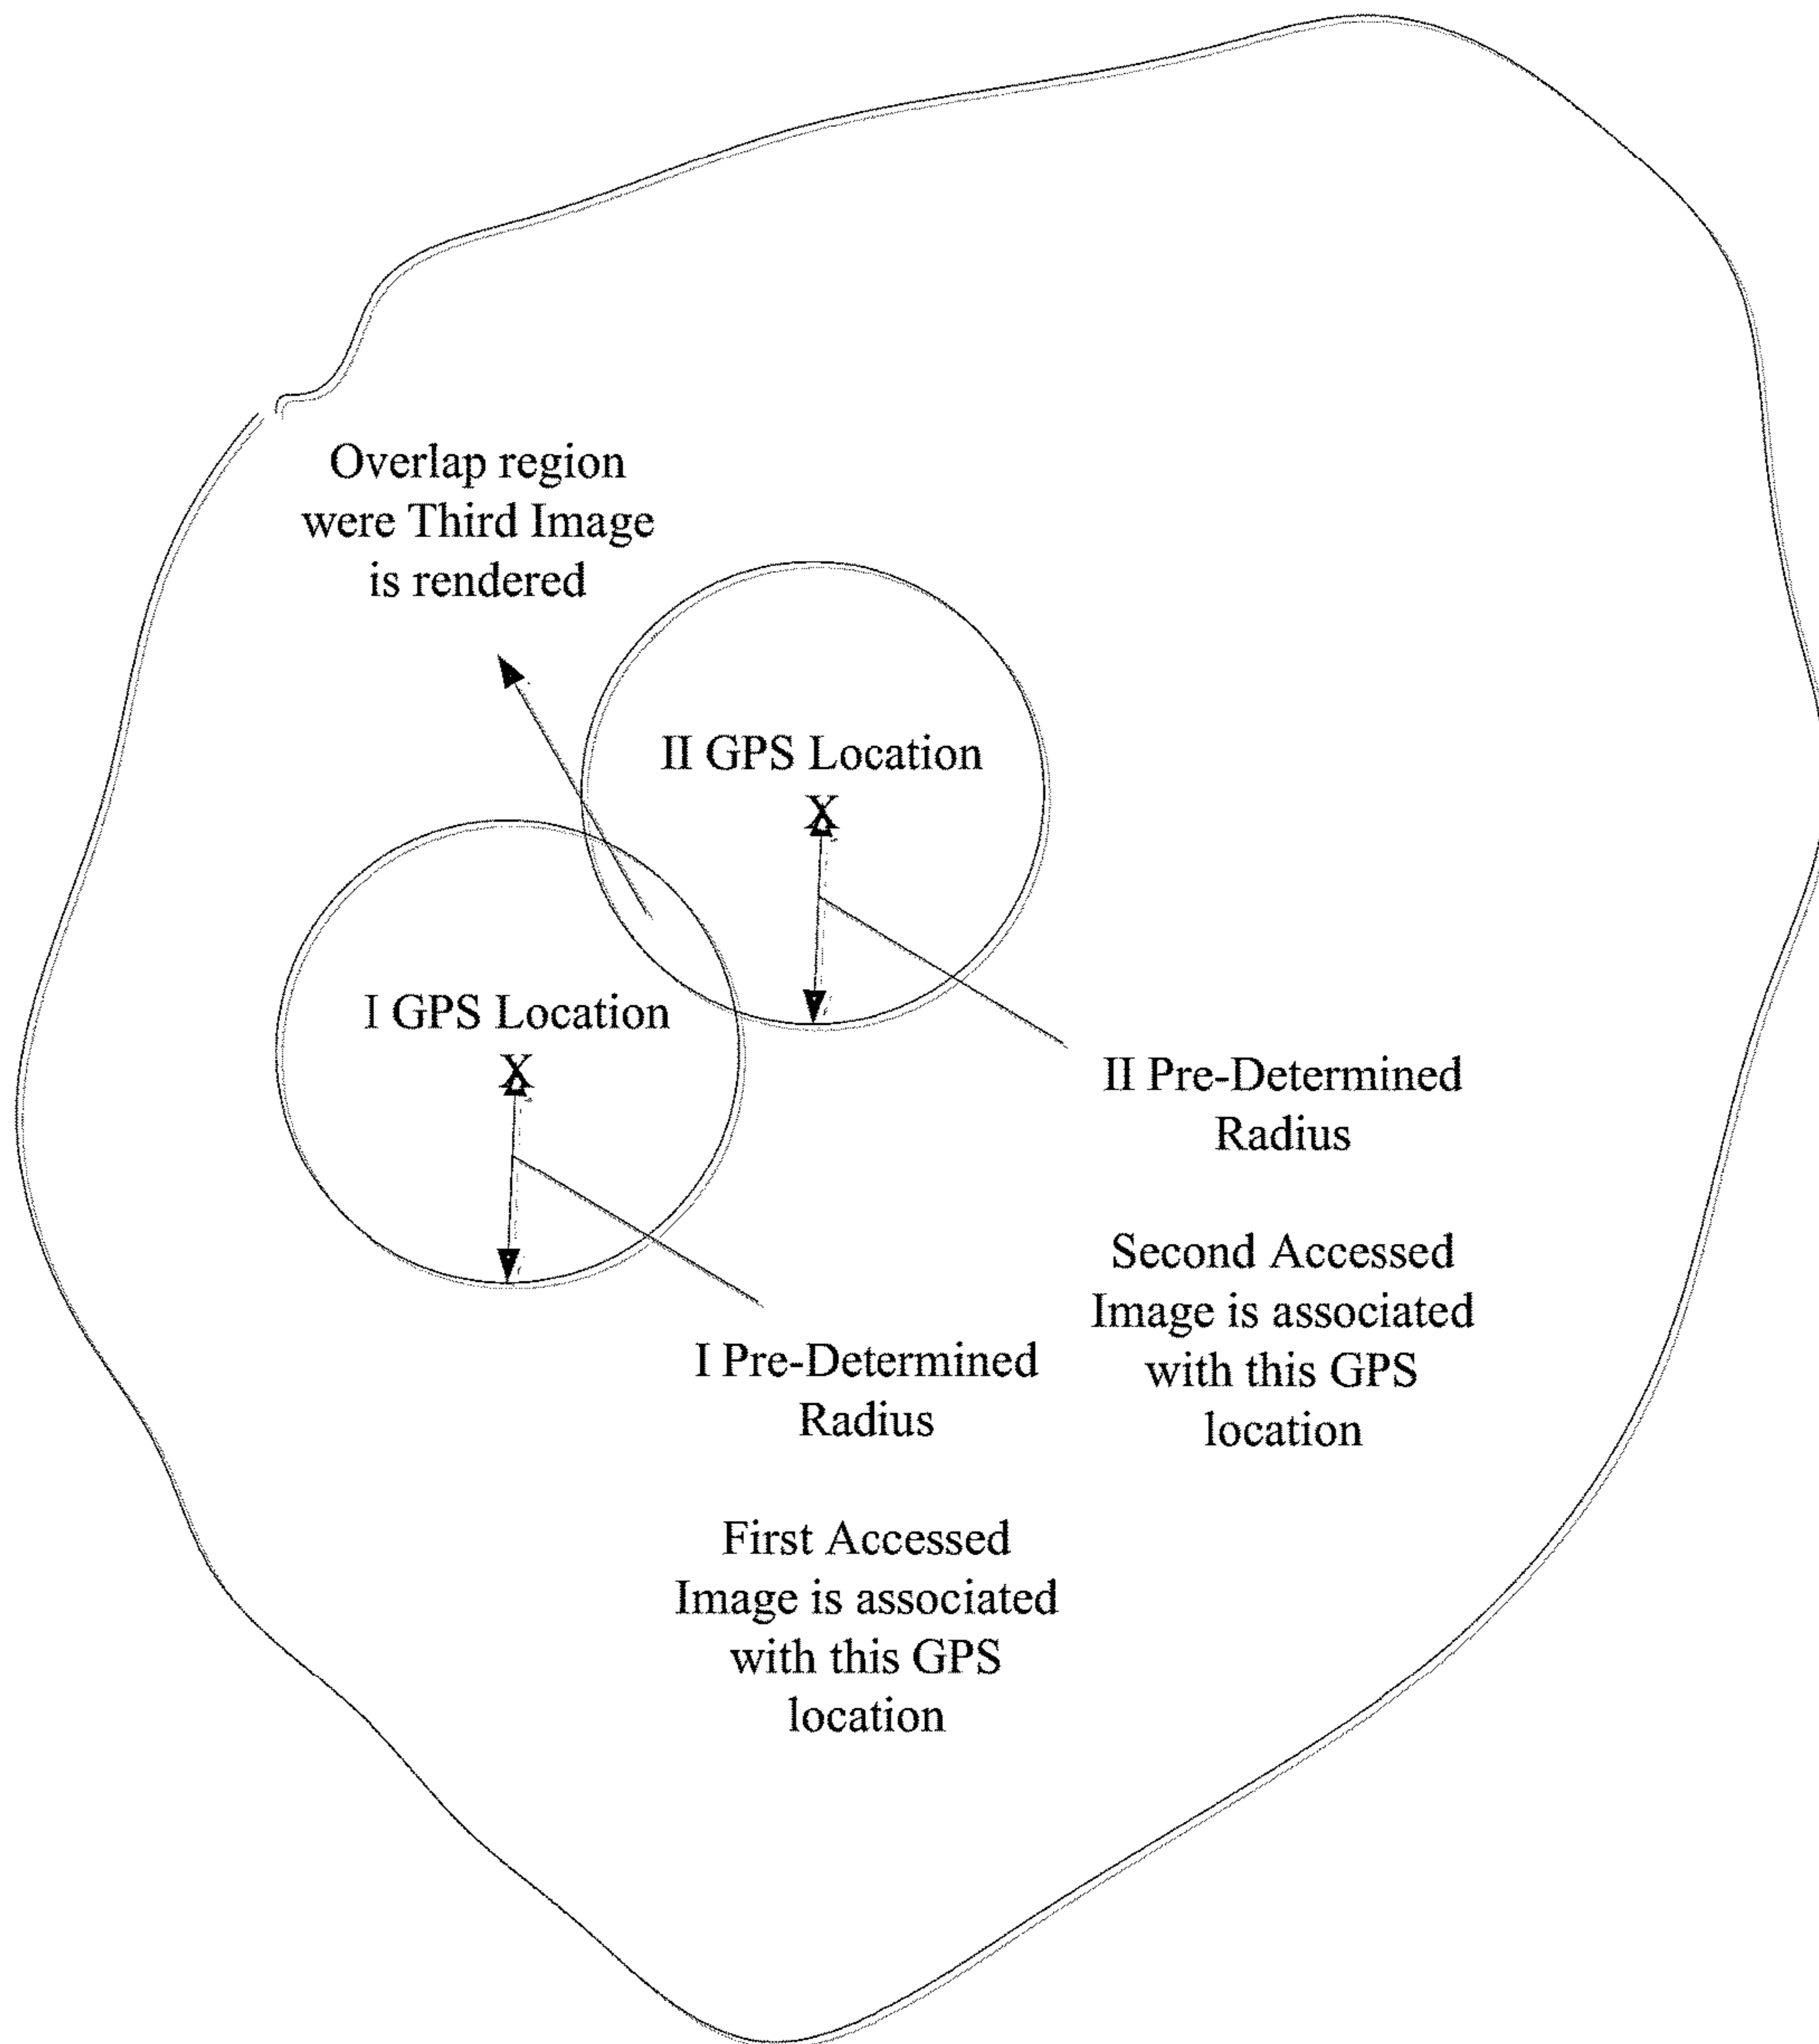 Overlap region
were Third Image
is rendered
II GPS Location
X
I GPS Location
X
II Pre-Determined
Radius
Second Accessed
Image is associated
with this GPS
location
I Pre-Determined
Radius
First Accessed
Image is associated
with this GPS
location